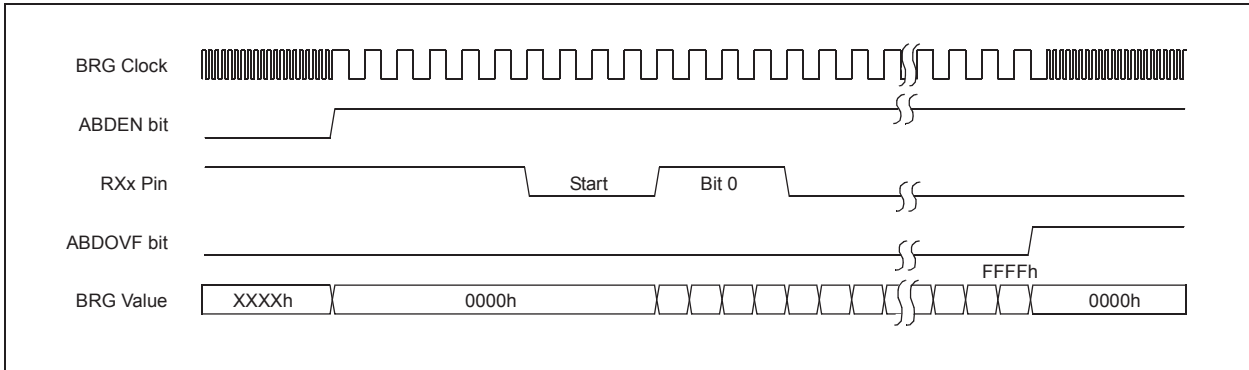 BRG Clock
ABDEN bit
RXx Pin
Start
Bit 0
ABDOVF bit
FFFFh
BRG Value
XXXXh
0000h
0000h